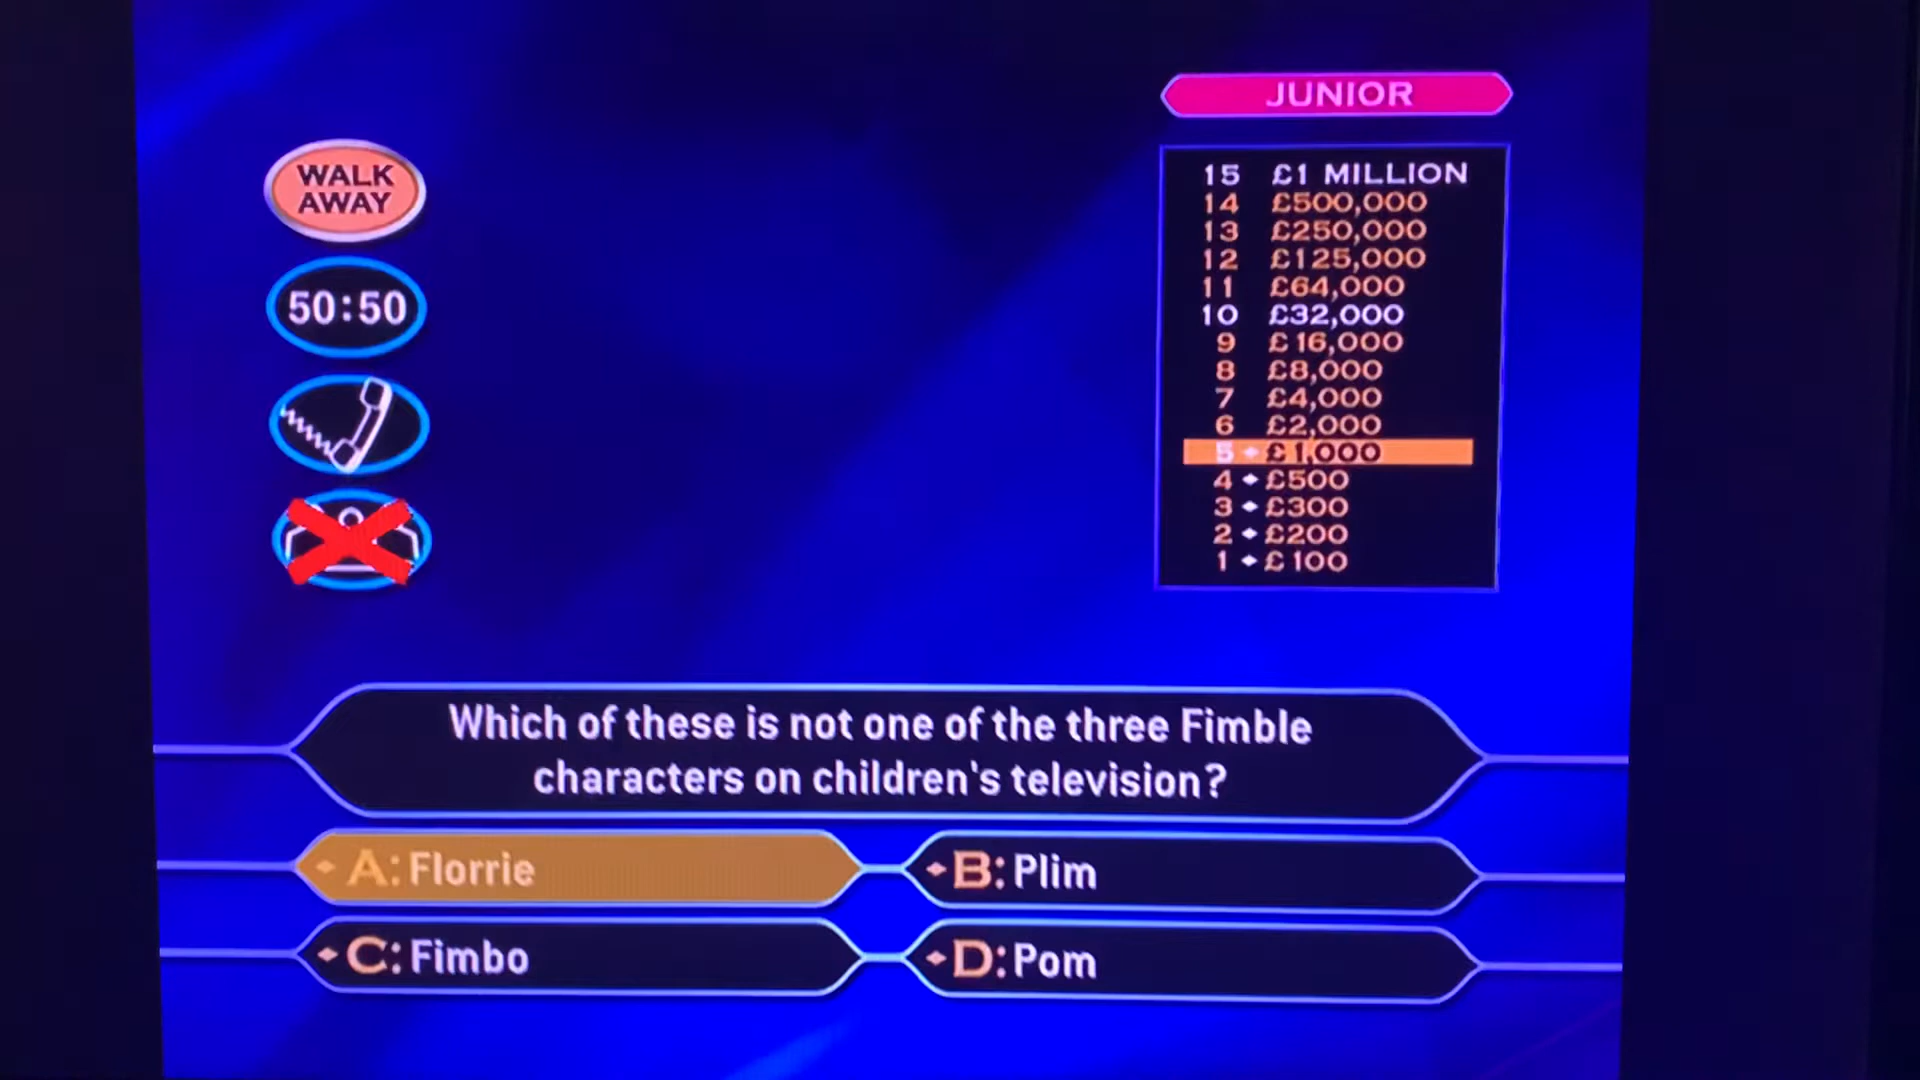 JUNIOR
WALK
AWAY
50:50
15 £1 MILLION
14 £500,000
13 £250,000
12 £125,000
11 £64,000
10 £32,000
9 £16,000
8 £8,000
7 £4,000
6 £2,000
5 £1,000
4 £500
3 £300
2 £200
1 £100
Which of these is not one of the three Fimble
characters on children's television?
A: Florrie
B: Plim
C: Fimbo
D: Pom